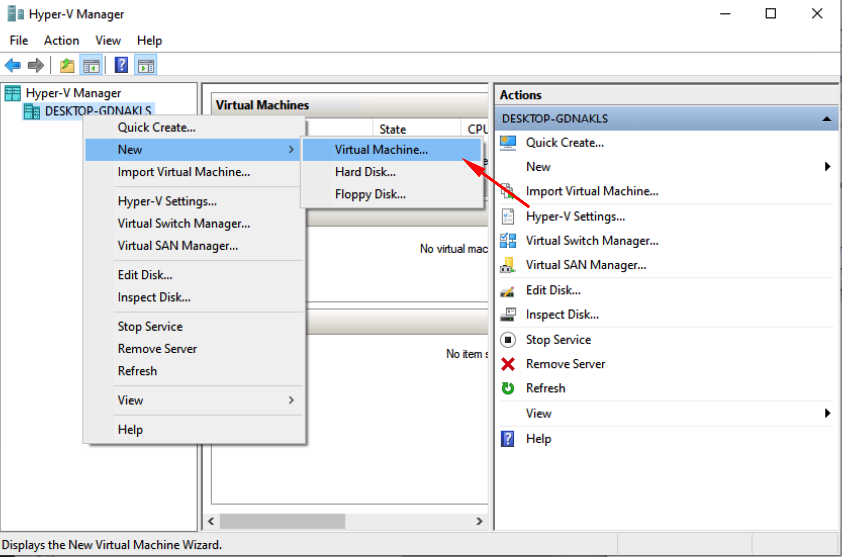 Hyper-V Manager
File Action View Help
Hyper-V Manager
DESKTOP-GDNAKLS
Quick Create...
New
Import Virtual Machine...
Hyper-V Settings...
Virtual Switch Manager...
Virtual SAN Manager...
Edit Disk...
Inspect Disk...
Stop Service
Remove Server
Refresh
View
Help
Virtual Machine...
Hard Disk...
Floppy Disk...
Virtual Machines
State CPU
No virtual mac
No item s
Actions
DESKTOP-GDNAKLS
Quick Create...
New
Import Virtual Machine...
Hyper-V Settings...
Virtual Switch Manager...
Virtual SAN Manager...
Edit Disk...
Inspect Disk...
Stop Service
Remove Server
Refresh
View
Help
Displays the New Virtual Machine Wizard.